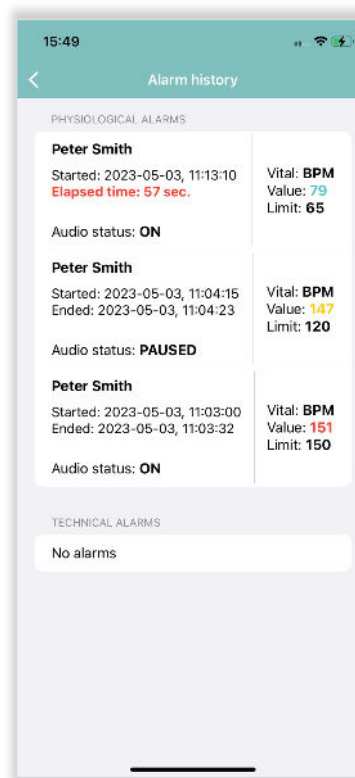 15:49
Alarm history
PHYSIOLOGICAL ALARMS
Peter Smith
Started: 2023-05-03, 11:13:10
Elapsed time: 57 sec.
Audio status: ON
Vital: BPM
Value: 79
Limit: 65
Peter Smith
Started: 2023-05-03, 11:04:15
Ended: 2023-05-03, 11:04:23
Audio status: PAUSED
Vital: BPM
Value: 147
Limit: 120
Peter Smith
Started: 2023-05-03, 11:03:00
Ended: 2023-05-03, 11:03:32
Audio status: ON
Vital: BPM
Value: 151
Limit: 150
TECHNICAL ALARMS
No alarms